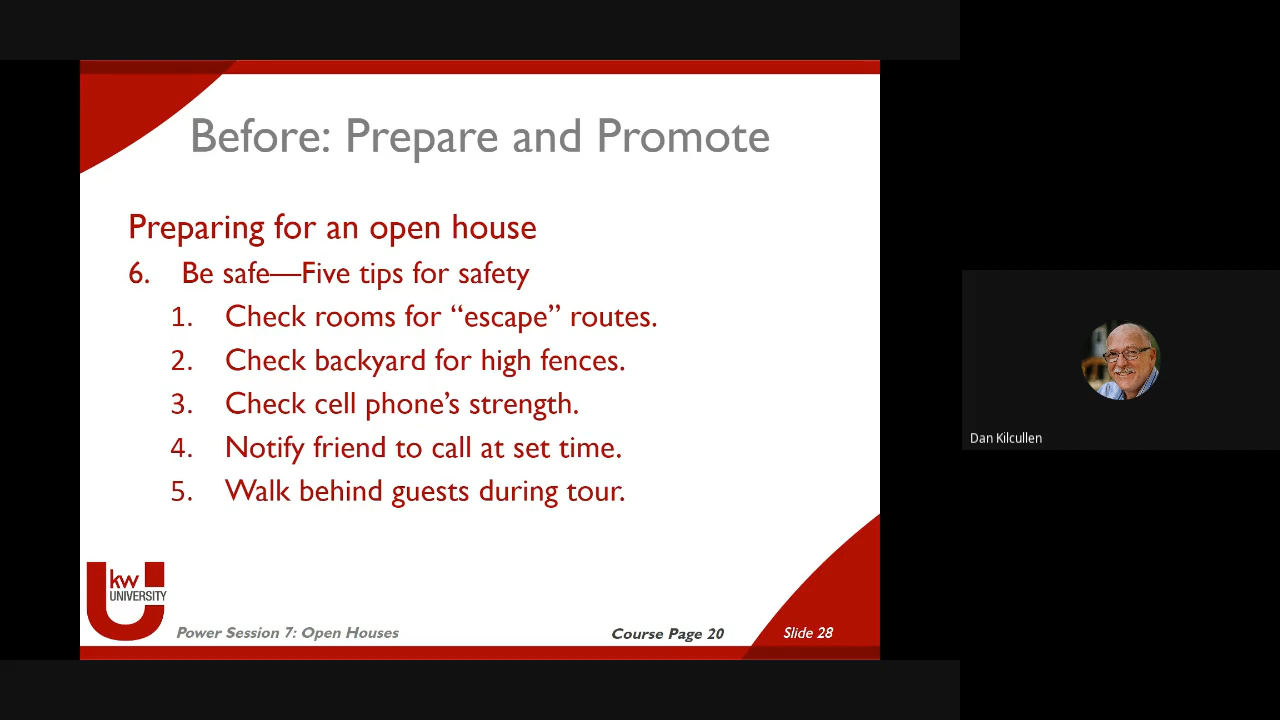 Before: Prepare and Promote
Preparing for an open house
6. Be safe—Five tips for safety
1. Check rooms for “escape” routes.
2. Check backyard for high fences.
3. Check cell phone’s strength.
4. Notify friend to call at set time.
5. Walk behind guests during tour.
kw
UNIVERSITY
Power Session 7: Open Houses
Course Page 20
Slide 28
Dan Kilcullen